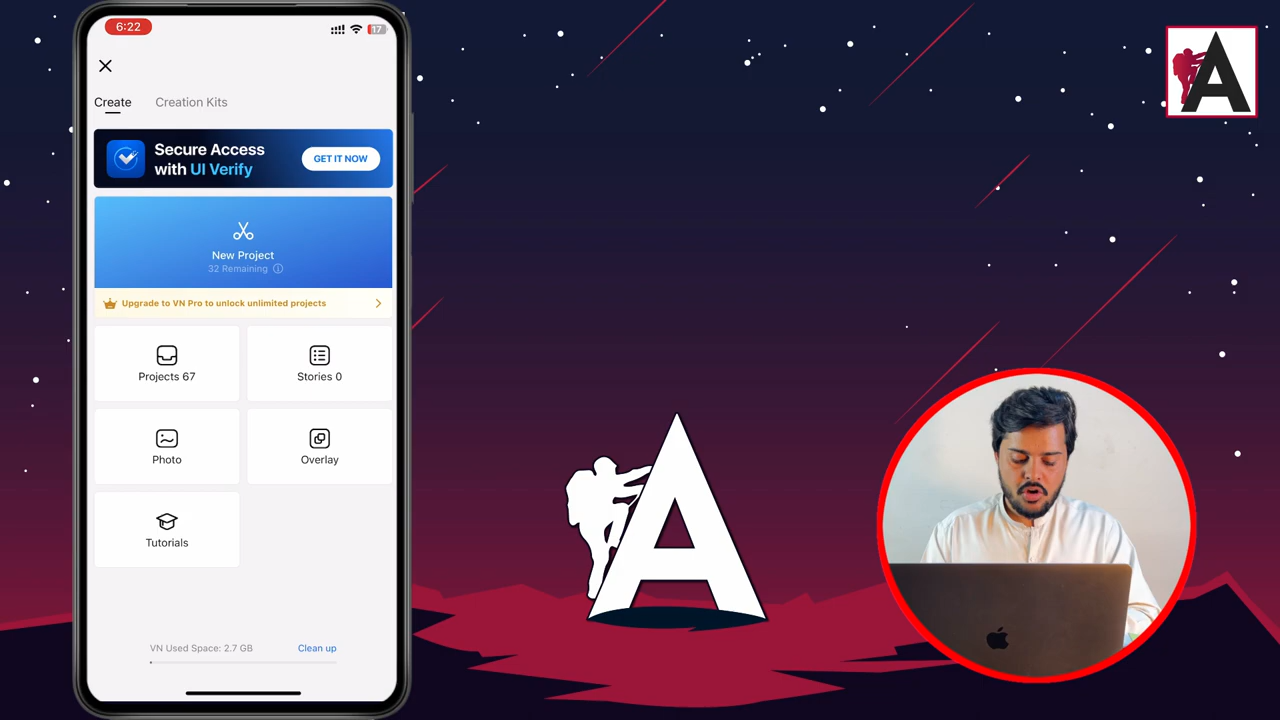 6:22
17
Create
Creation Kits
Secure Access
with UI Verify
GET IT NOW
New Project
32 Remaining
Upgrade to VN Pro to unlock unlimited projects
Projects 67
Stories 0
Photo
Overlay
Tutorials
VN Used Space: 2.7 GB
Clean up
A
A